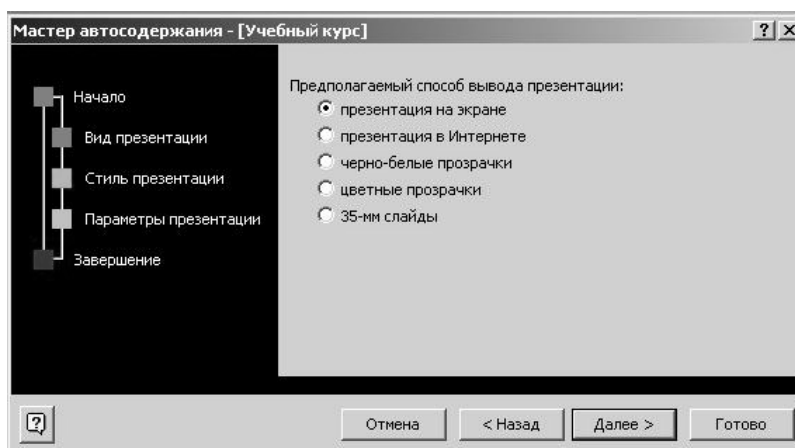 Мастер автосодержания - [Учебный курс]
Начало
Вид презентации
Стиль презентации
Параметры презентации
Завершение
Предполагаемый способ вывода презентации:
презентация на экране
презентация в Интернете
черно-белые прозрачки
цветные прозрачки
35-мм слайды
Отмена
< Назад
Далее >
Готово